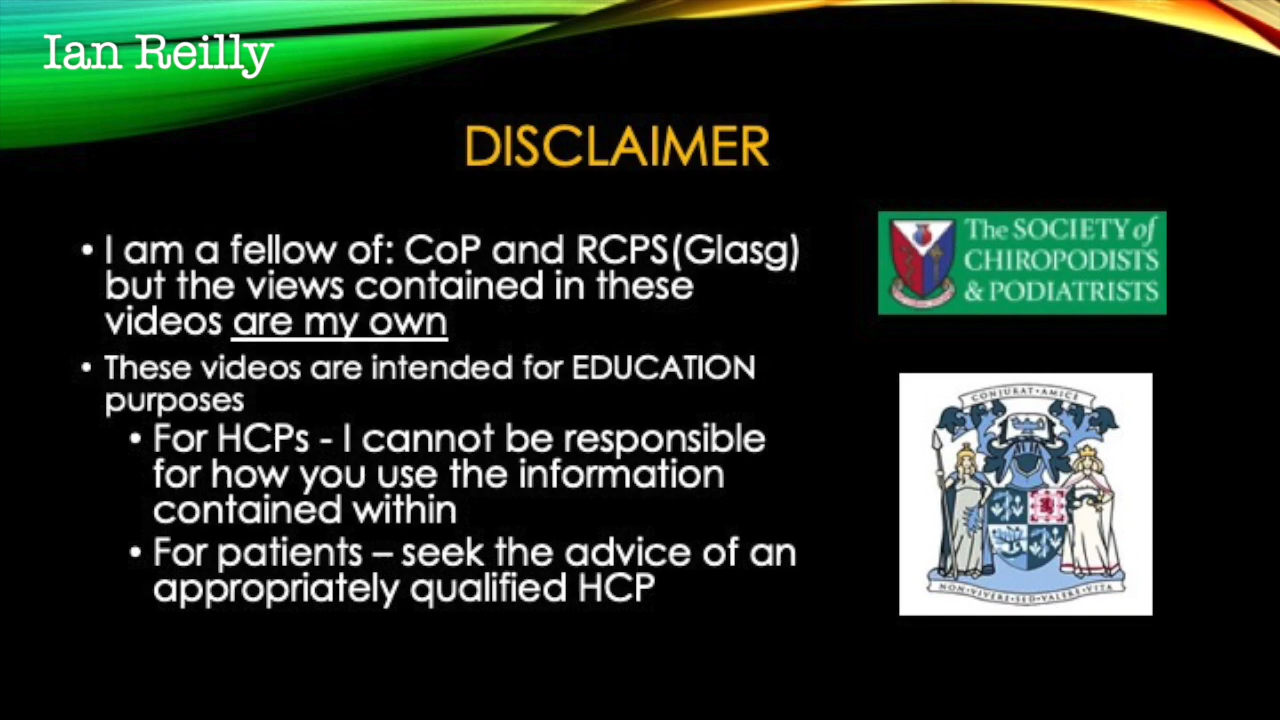 Ian Reilly
DISCLAIMER
• I am a fellow of: CoP and RCPS(Glasg)
but the views contained in these
videos are my own
• These videos are intended for EDUCATION
purposes
• For HCPs - I cannot be responsible
for how you use the information
contained within
• For patients – seek the advice of an
appropriately qualified HCP
The SOCIETY of
CHIROPODISTS
& PODIATRISTS
CONJURAT·AMICE
NON·VIVERE·SED·VALERE·VITA